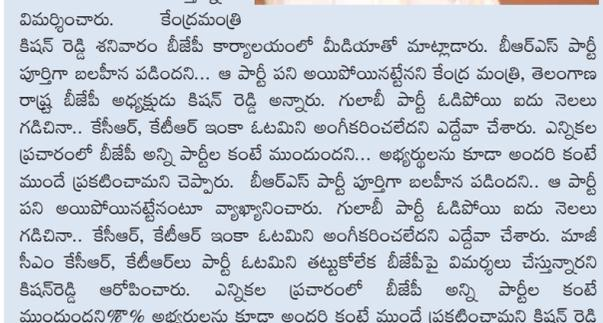 విమర్శించారు. కేంద్రమంత్రి
కిషన్ రెడ్డి శనివారం బీజేపీ కార్యాలయంలో మీడియాతో మాట్లాడారు. బీఆర్ఎస్ పార్టీ
పూర్తిగా బలహీన పడిందని... ఆ పార్టీ పని అయిపోయినట్టేనని కేంద్ర మంత్రి, తెలంగాణ
రాష్ట్ర బీజేపీ అధ్యక్షుడు కిషన్ రెడ్డి అన్నారు. గులాబీ పార్టీ ఓడిపోయి ఐదు నెలలు
గడిచినా.. కేసీఆర్, కేటీఆర్ ఇంకా ఓటమిని అంగీకరించలేదని ఎద్దేవా చేశారు. ఎన్నికల
ప్రచారంలో బీజేపీ అన్ని పార్టీల కంటే ముందుందని... అభ్యర్థులను కూడా అందరి కంటే
ముందే ప్రకటించామని చెప్పారు. బీఆర్ఎస్ పార్టీ పూర్తిగా బలహీన పడిందని.. ఆ పార్టీ
పని అయిపోయినట్టేనంటూ వ్యాఖ్యానించారు. గులాబీ పార్టీ ఓడిపోయి ఐదు నెలలు
గడిచినా.. కేసీఆర్, కేటీఆర్ ఇంకా ఓటమిని అంగీకరించలేదని ఎద్దేవా చేశారు. మాజీ
సీఎం కేసీఆర్, కేటీఆర్‌లు పార్టీ ఓటమిని తట్టుకోలేక బీజేపీపై విమర్శలు చేస్తున్నారని
కిషన్‌రెడ్డి ఆరోపించారు. ఎన్నికల ప్రచారంలో బీజేపీ అన్ని పార్టీల కంటే
ముందుందని%% అభ్యర్థులను కూడా అందరి కంటే ముందే ప్రకటించామని కిషన్ రెడ్డి